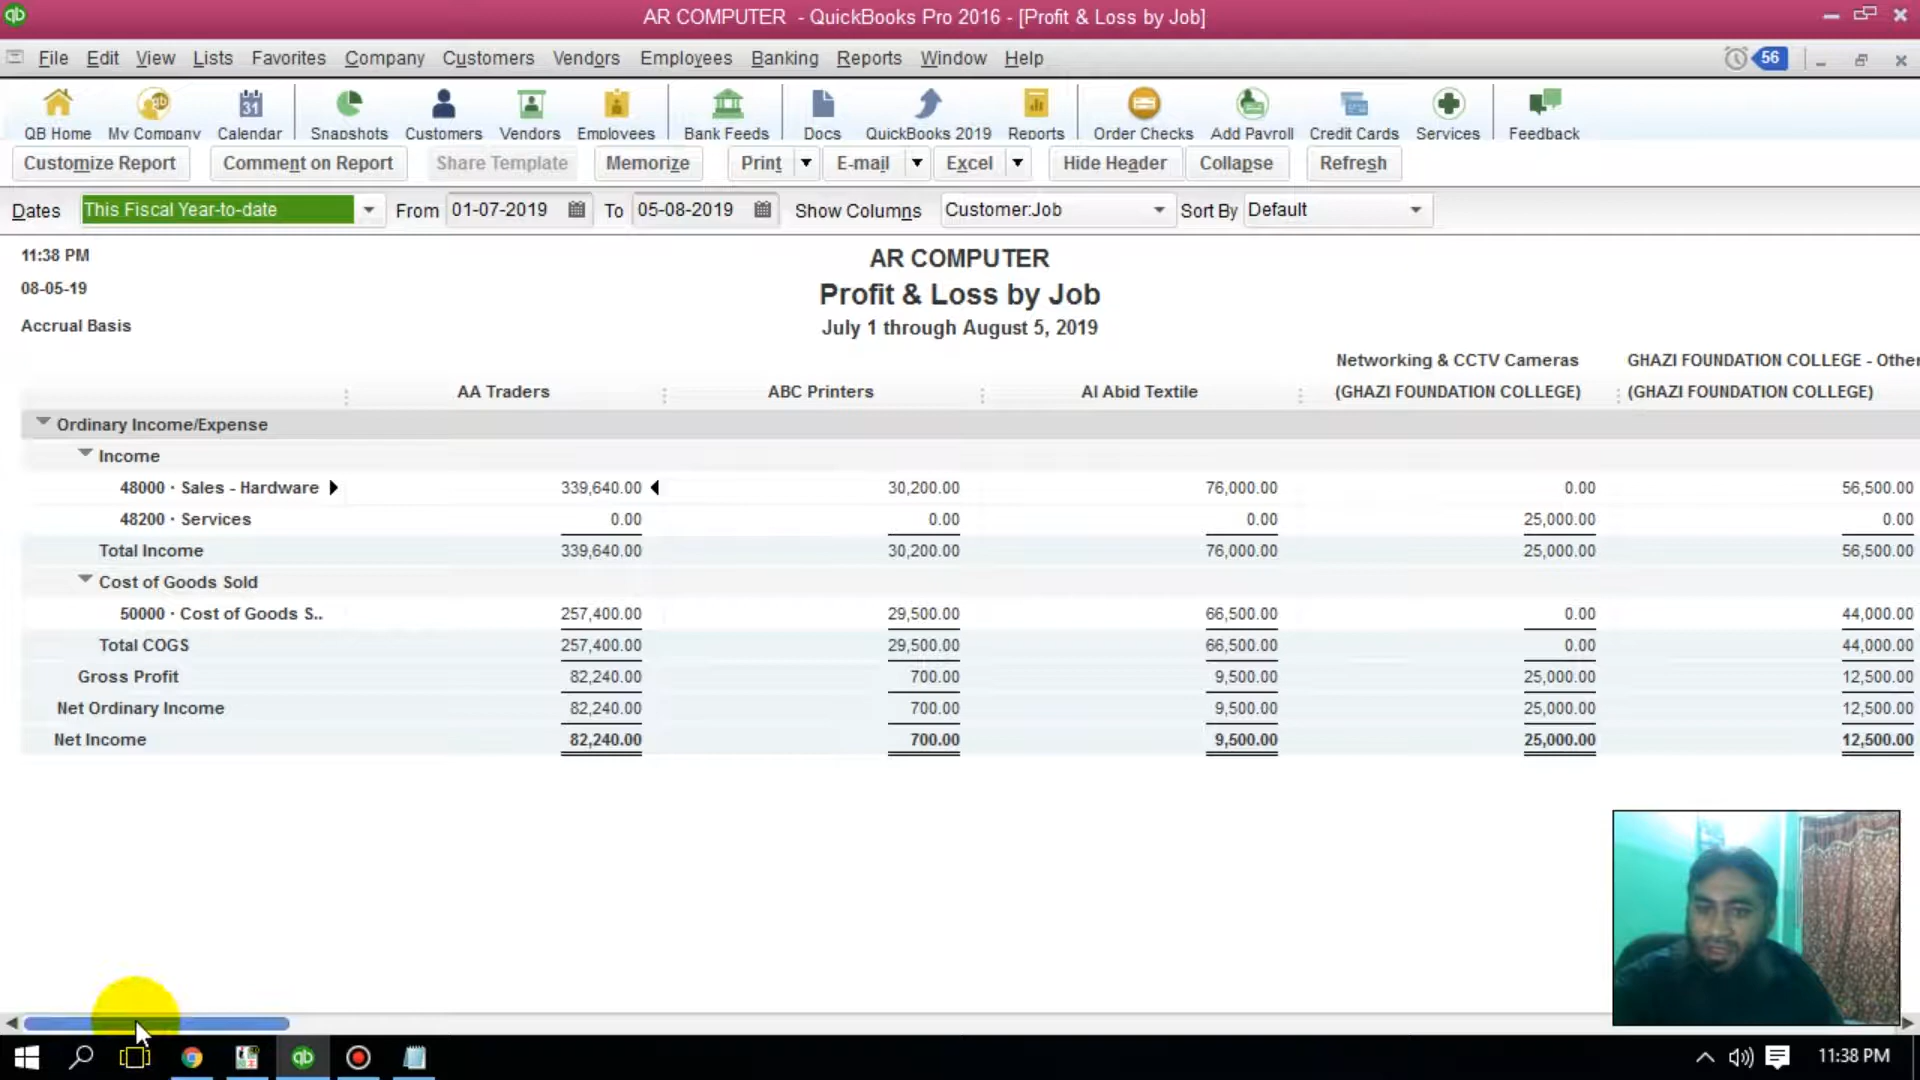 AR COMPUTER - QuickBooks Pro 2016 - [Profit & Loss by Job]
File Edit View Lists Favorites Company Customers Vendors Employees Banking Reports Window Help
56
QB Home My Company Calendar Snapshots Customers Vendors Employees Bank Feeds Docs QuickBooks 2019 Reports Order Checks Add Payroll Credit Cards Services Feedback
Customize Report Comment on Report Share Template Memorize Print E-mail Excel Hide Header Collapse Refresh
Dates This Fiscal Year-to-date From 01-07-2019 To 05-08-2019 Show Columns Customer:Job Sort By Default
11:38 PM
AR COMPUTER
08-05-19
Profit & Loss by Job
Accrual Basis
July 1 through August 5, 2019
Networking & CCTV Cameras GHAZI FOUNDATION COLLEGE - Other
AA Traders ABC Printers Al Abid Textile (GHAZI FOUNDATION COLLEGE) (GHAZI FOUNDATION COLLEGE)
Ordinary Income/Expense
Income
48000 · Sales - Hardware 339,640.00 30,200.00 76,000.00 0.00 56,500.00
48200 · Services 0.00 0.00 0.00 25,000.00 0.00
Total Income 339,640.00 30,200.00 76,000.00 25,000.00 56,500.00
Cost of Goods Sold
50000 · Cost of Goods S.. 257,400.00 29,500.00 66,500.00 0.00 44,000.00
Total COGS 257,400.00 29,500.00 66,500.00 0.00 44,000.00
Gross Profit 82,240.00 700.00 9,500.00 25,000.00 12,500.00
Net Ordinary Income 82,240.00 700.00 9,500.00 25,000.00 12,500.00
Net Income 82,240.00 700.00 9,500.00 25,000.00 12,500.00
11:38 PM